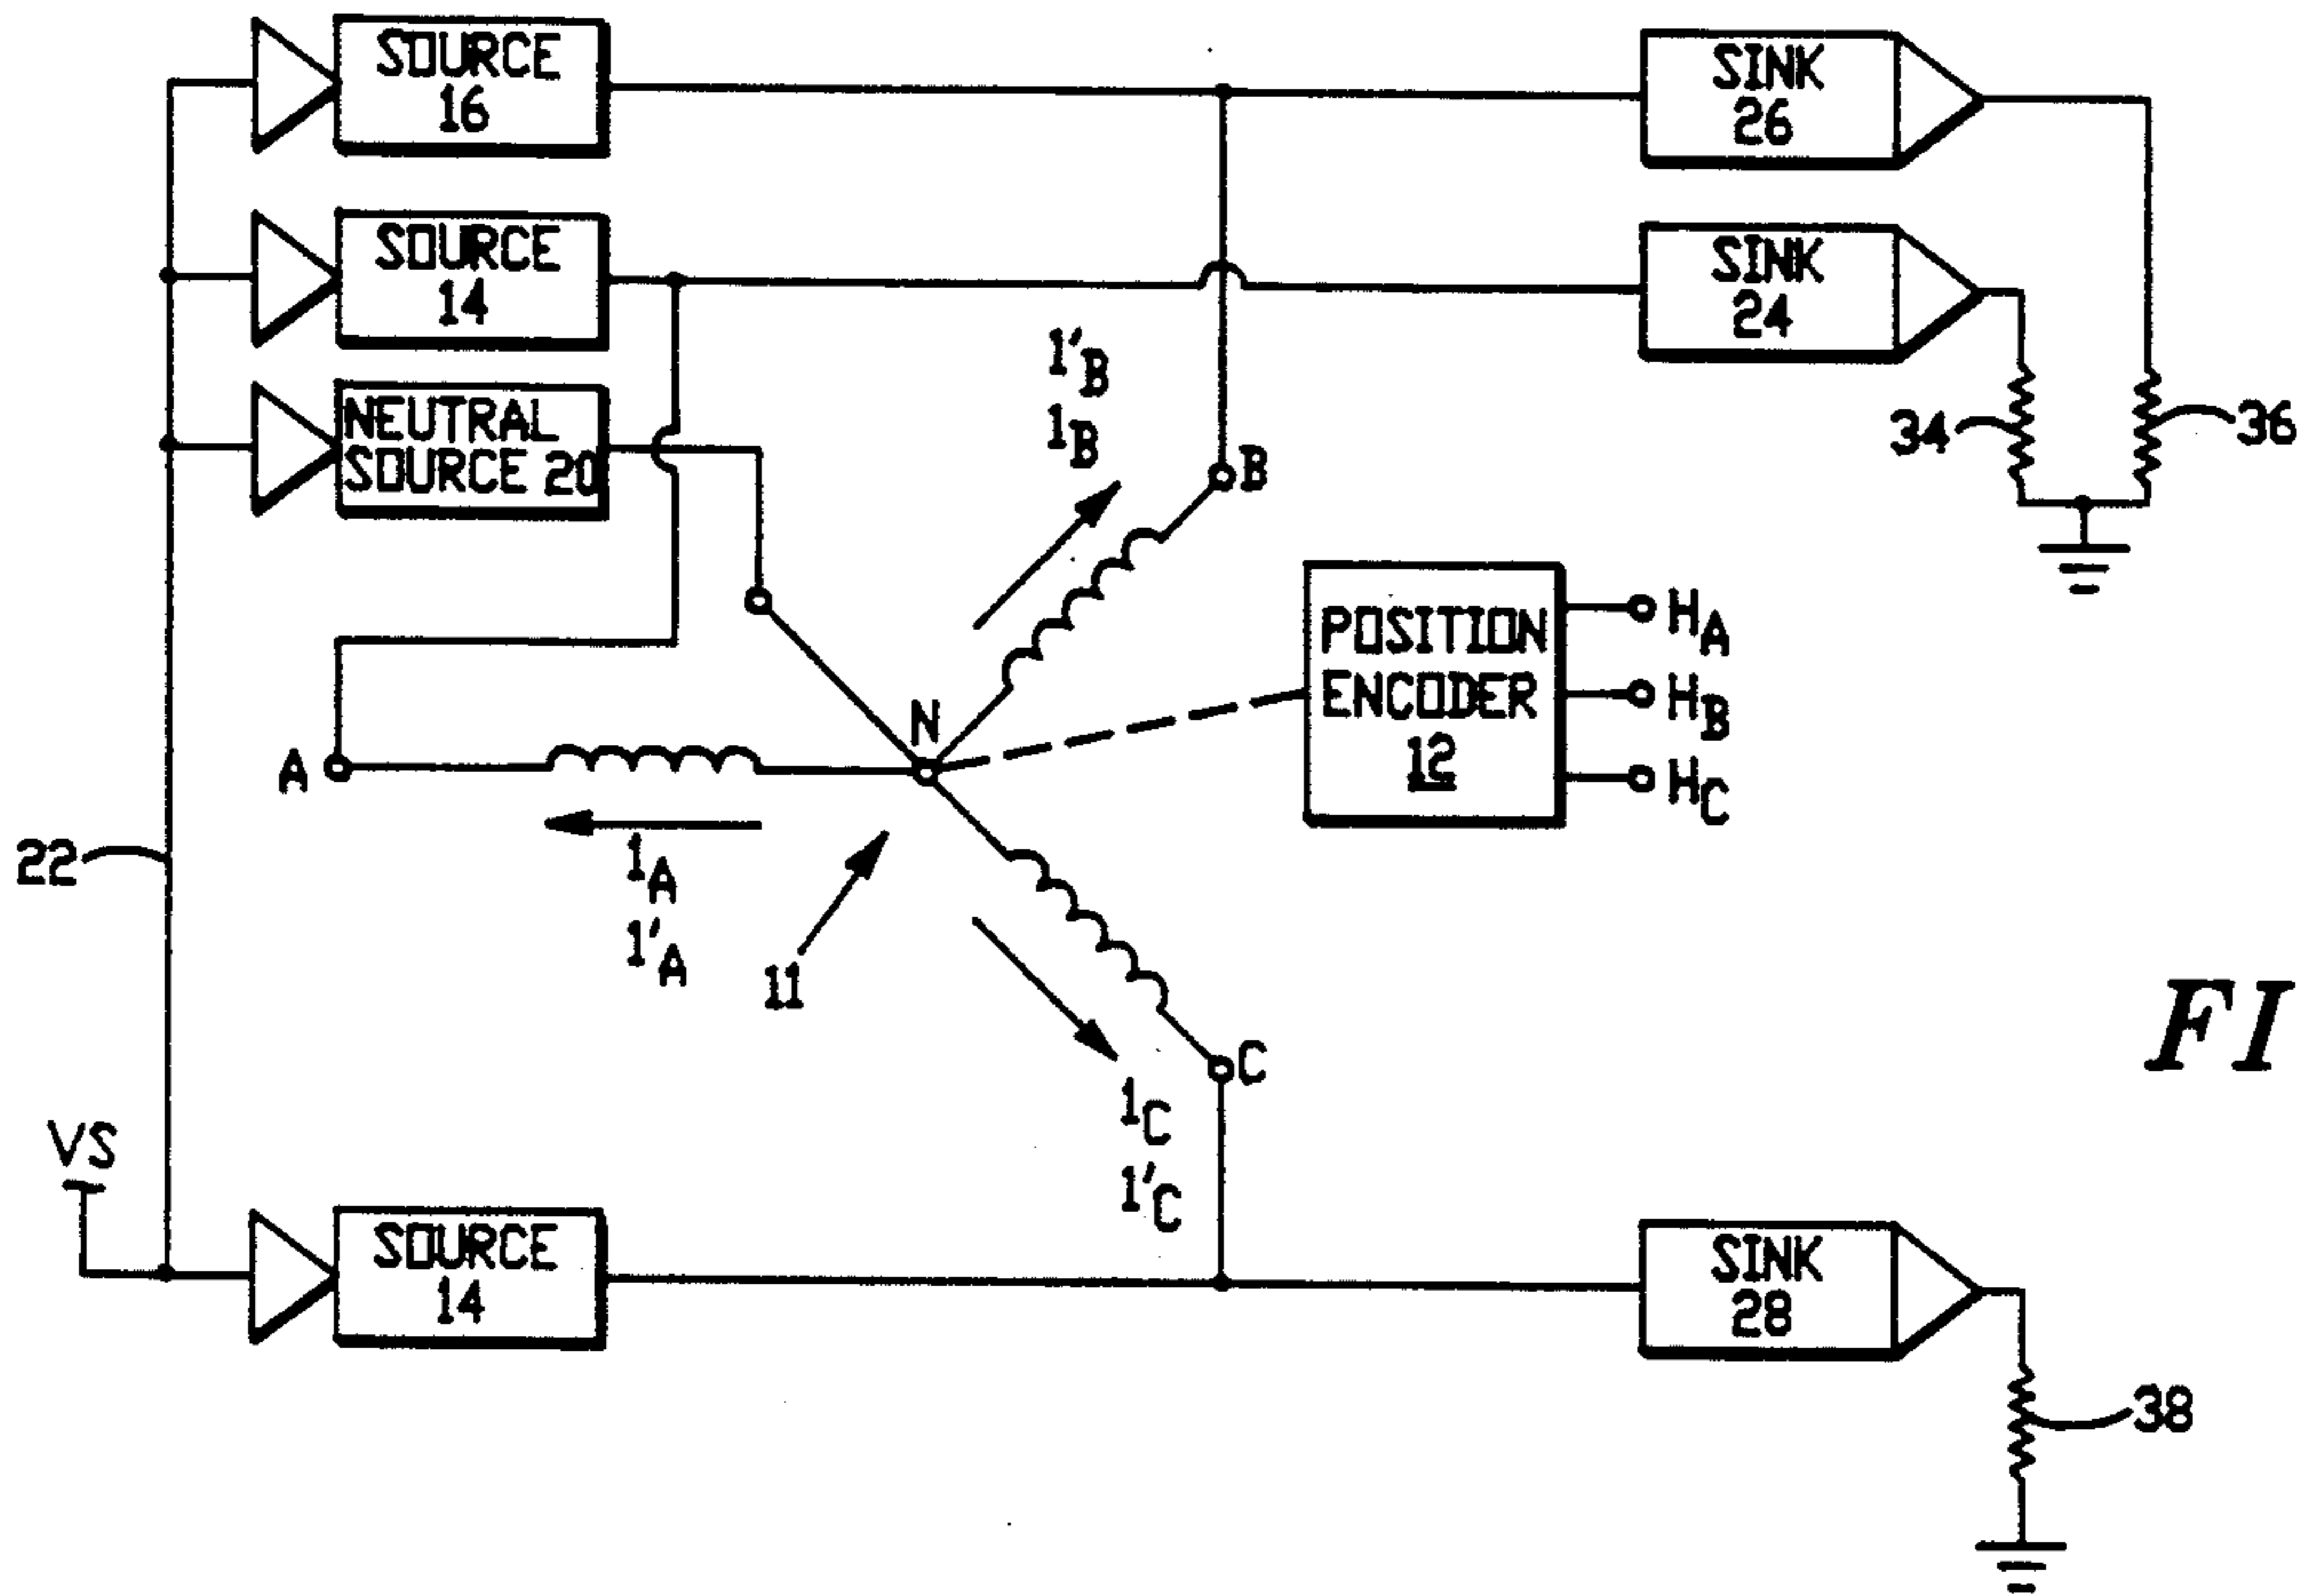 SOURCE
16
SINK
26
SOURCE
14
SINK
24
NEUTRAL
SOURCE 20
1'B
1B
34
36
B
POSITION
ENCODER
12
HA
HB
HC
N
A
22
1A
1'A
11
FI
C
1C
1'C
VS
SOURCE
14
SINK
28
38